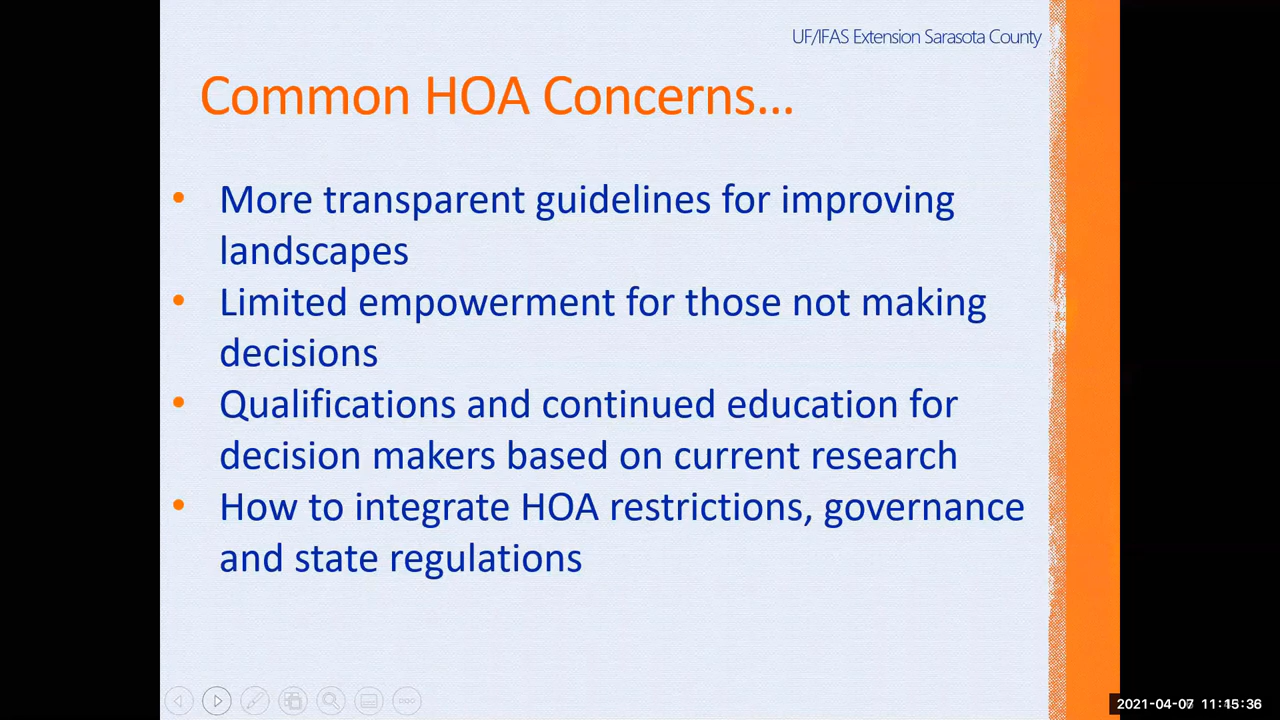 UF/IFAS Extension Sarasota County
Common HOA Concerns...
• More transparent guidelines for improving
landscapes
• Limited empowerment for those not making
decisions
• Qualifications and continued education for
decision makers based on current research
• How to integrate HOA restrictions, governance
and state regulations
2021-04-07 11:15:36